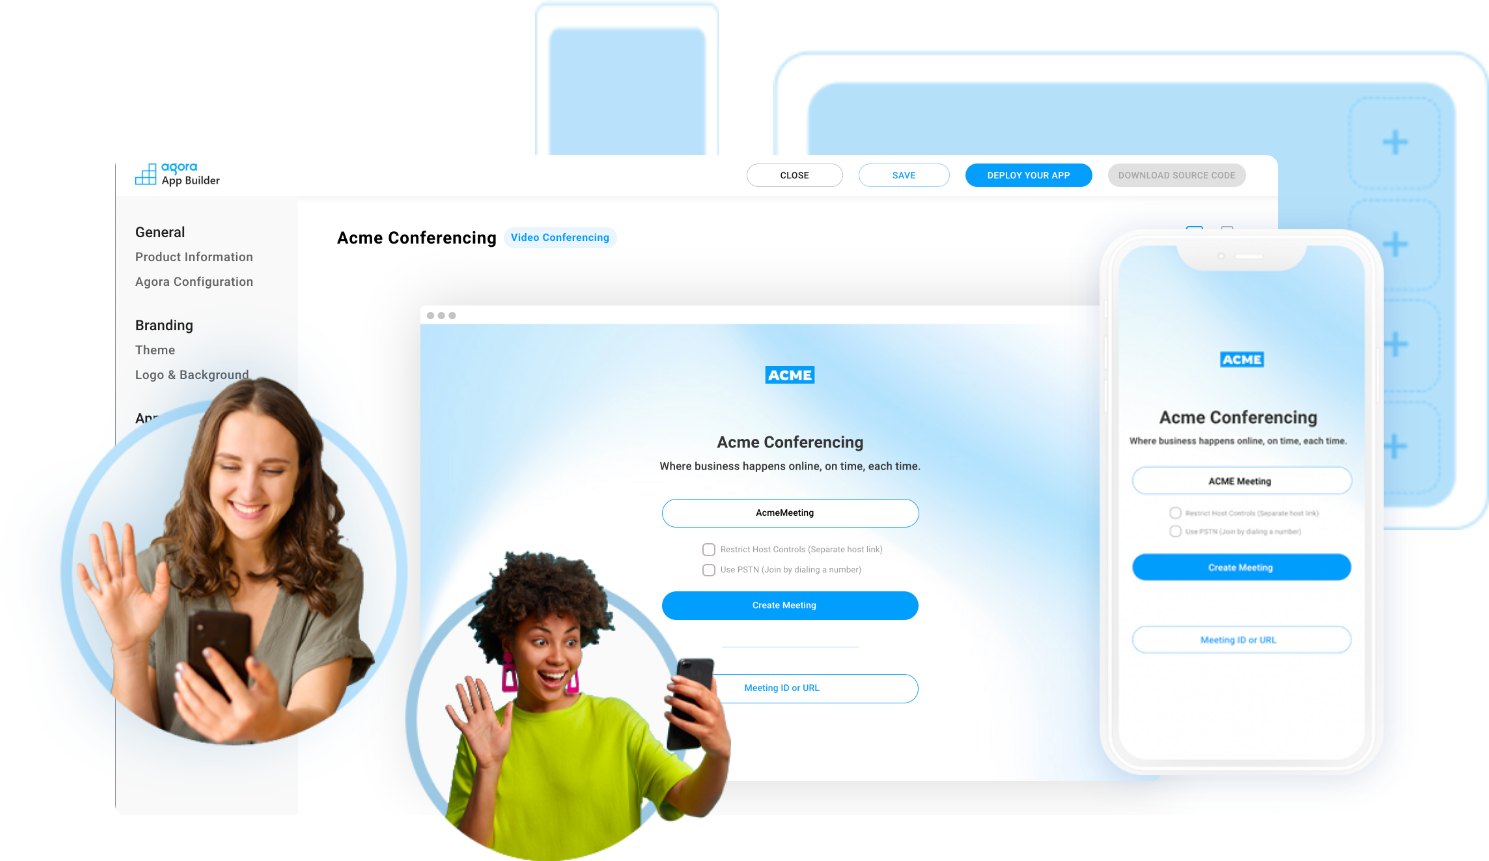 agora
App Builder
CLOSE
SAVE
DEPLOY YOUR APP
DOWNLOAD SOURCE CODE
General
Product Information
Agora Configuration
Branding
Theme
Logo & Background
Acme Conferencing
Video Conferencing
ACME
Acme Conferencing
Where business happens online, on time, each time.
AcmeMeeting
Restrict Host Controls (Separate host link)
Use PSTN (Join by dialing a number)
Create Meeting
Meeting ID or URL
ACME
Acme Conferencing
Where business happens online, on time, each time.
ACME Meeting
Restrict Host Controls (Separate host link)
Use PSTN (Join by dialing a number)
Create Meeting
Meeting ID or URL